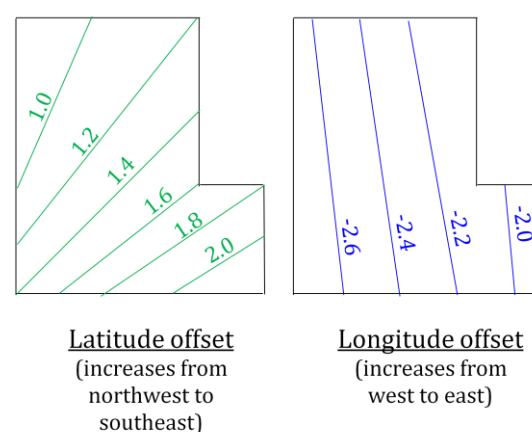 1.0
1.2
1.4
1.6
1.8
2.0
-2.6
-2.4
-2.2
-2.0
Latitude offset
(increases from
northwest to
southeast)
Longitude offset
(increases from
west to east)